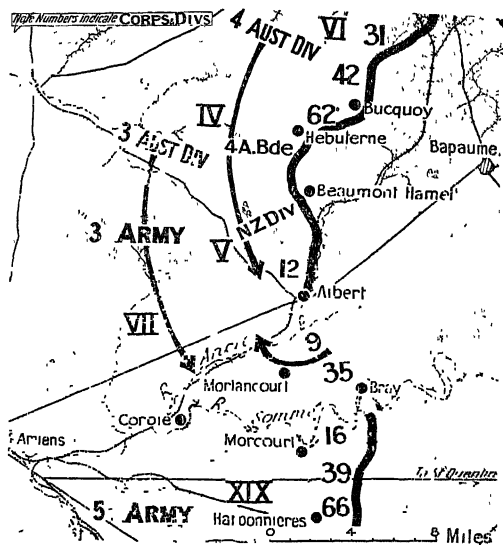 Note Numbers indicate CORPS & DIVS
4 AUST DIV
VI
31
42
62
Bucquoy
IV
4A.Bde
Hebuterne
3 AUST DIV
Bapaume
Beaumont Hamel
NZ DIV
3 ARMY
V
12
Albert
VII
Ancre
9
Morlancourt
35
Bray
R
Somme
Corbie
16
Morcourt
Amiens
39
To St Quentin
XIX
5 ARMY
66
Harbonnieres
0 4 8
Miles